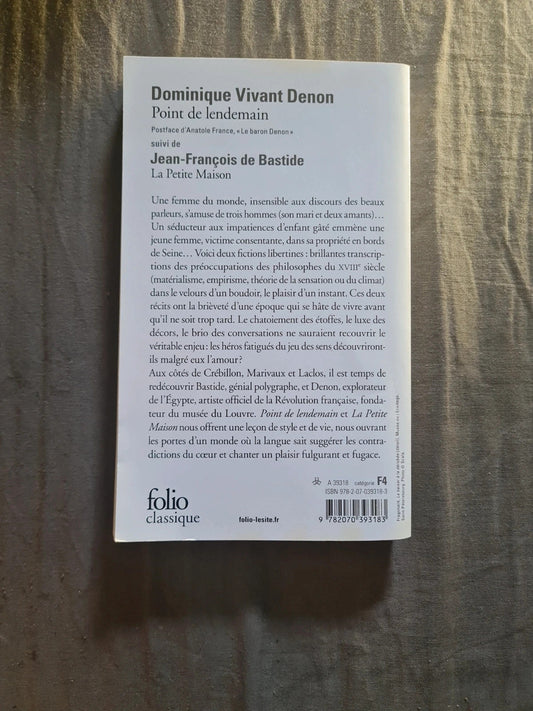 Dominique Vivant Denon
Point de lendemain
Postface d'Anatole France, « Le baron Denon »
suivi de
Jean-François de Bastide
La Petite Maison
Une femme du monde, insensible aux discours des beaux
parleurs, s'amuse de trois hommes (son mari et deux amants)…
Un séducteur aux impatiences d'enfant gâté emmène une
jeune femme, victime consentante, dans sa propriété en bords
de Seine… Voici deux fictions libertines : brillantes transcrip-
tions des préoccupations des philosophes du XVIIIe siècle
(matérialisme, empirisme, théorie de la sensation ou du climat)
dans le velours d'un boudoir, le plaisir d'un instant. Ces deux
récits ont la brièveté d'une époque qui se hâte de vivre avant
qu'il ne soit trop tard. Le chatoiement des étoffes, le luxe des
décors, le brio des conversations ne sauraient recouvrir le
véritable enjeu : les héros fatigués du jeu des sens découvriront-
ils malgré eux l'amour ?
Aux côtés de Crébillon, Marivaux et Laclos, il est temps de
redécouvrir Bastide, génial polygraphe, et Denon, explorateur
de l'Égypte, artiste officiel de la Révolution française, fonda-
teur du musée du Louvre. Point de lendemain et La Petite
Maison nous offrent une leçon de style et de vie, nous ouvrant
les portes d'un monde où la langue sait suggérer les contra-
dictions du cœur et chanter un plaisir fulgurant et fugace.
A 39318 catégorie F4
ISBN 978-2-07-039318-3
folio
classique
folio-lesite.fr
9 782070 393183